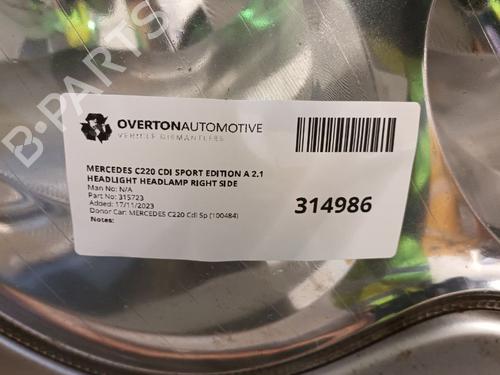 B-PARTS
OVERTONAUTOMOTIVE
VEHICLE DISMANTLERS
MERCEDES C220 CDI SPORT EDITION A 2.1
HEADLIGHT HEADLAMP RIGHT SIDE
Man No: N/A
Part No: 315723
Added: 17/11/2023
Donor Car: MERCEDES C220 Cdi Sp (100484)
Notes:
314986